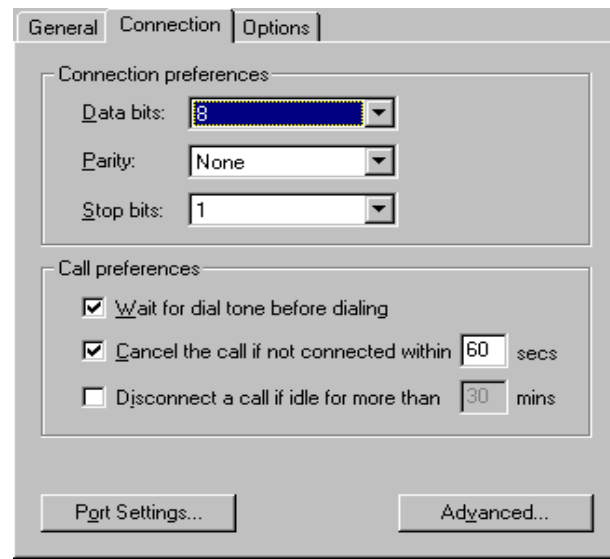 General Connection Options
Connection preferences
Data bits: 8
Parity: None
Stop bits: 1
Call preferences
Wait for dial tone before dialing
Cancel the call if not connected within 60 secs
Disconnect a call if idle for more than 30 mins
Port Settings... Advanced...